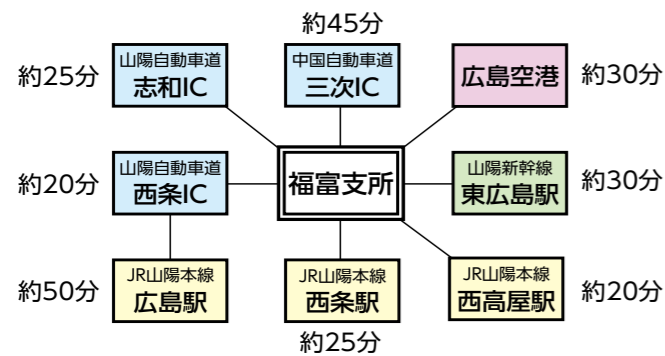 約45分
約25分
山陽自動車道
志和IC
中国自動車道
三次IC
広島空港
約30分
約20分
山陽自動車道
西条IC
福富支所
山陽新幹線
東広島駅
約30分
約50分
JR山陽本線
広島駅
JR山陽本線
西条駅
約25分
JR山陽本線
西高屋駅
約20分